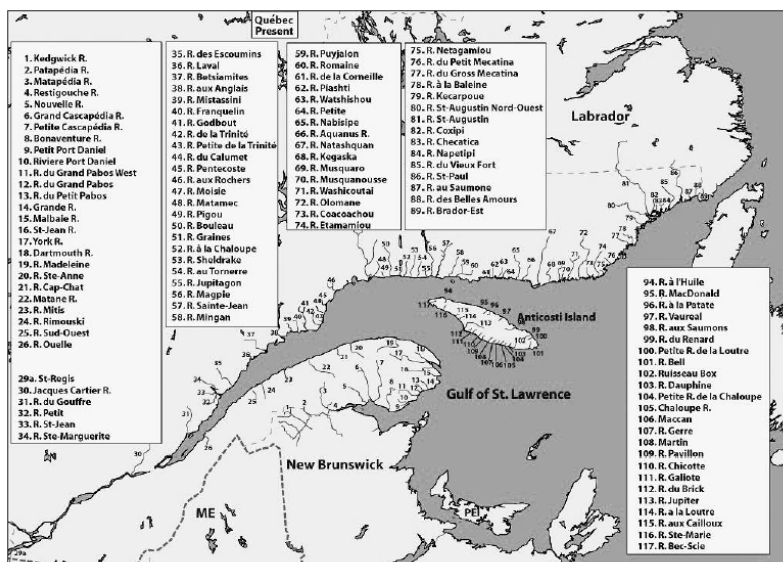 Québec
Present
1. Kedgwick R.
2. Patapédia R.
3. Matapédia R.
4. Restigouche R.
5. Nouvelle R.
6. Grand Cascapédia R.
7. Petite Cascapédia R.
8. Bonaventure R.
9. Petit Port Daniel
10. Riviere Port Daniel
11. R. du Grand Pabos West
12. R. du Grand Pabos
13. R. du Petit Pabos
14. Grande R.
15. Malbaie R.
16. St-Jean R.
17. York R.
18. Dartmouth R.
19. R. Madeleine
20. R. Ste-Anne
21. R. Cap-Chat
22. Matane R.
23. R. Mitis
24. R. Rimouski
25. R. Sud-Ouest
26. R. Ouelle
29a. St-Regis
30. Jacques Cartier R.
31. R. du Gouffre
32. R. Petit
33. R. St-Jean
34. R. Ste-Marguerite
35. R. des Escoumins
36. R. Laval
37. R. Betsiamites
38. R. aux Anglais
39. R. Mistassini
40. R. Franquelin
41. R. Godbout
42. R. de la Trinité
43. R. Petite de la Trinité
44. R. du Calumet
45. R. Pentecoste
46. R. aux Rochers
47. R. Moisie
48. R. Matamec
49. R. Pigou
50. R. Bouleau
51. R. Graines
52. R. à la Chaloupe
53. R. Sheldrake
54. R. au Tornerre
55. R. Jupitagon
56. R. Magpie
57. R. Sainte-Jean
58. R. Mingan
59. R. Puyjalon
60. R. Romaine
61. R. de la Corneille
62. R. Piashti
63. R. Watshishou
64. R. Petite
65. R. Nabisipe
66. R. Aquanus R.
67. R. Natashquan
68. R. Kegaska
69. R. Musquaro
70. R. Musquanousse
71. R. Washicoutai
72. R. Olomane
73. R. Coacoachou
74. R. Etamamiou
75. R. Netagamiou
76. R. du Petit Mecatina
77. R. du Gross Mecatina
78. R. à la Baleine
79. R. Kecarpoue
80. R. St-Augustin Nord-Ouest
81. R. St-Augustin
82. R. Coxipi
83. R. Checatica
84. R. Napetipi
85. R. du Vieux Fort
86. R. St-Paul
87. R. au Saumone
88. R. des Belles Amours
89. R. Brador-Est
Labrador
Anticosti Island
Gulf of St. Lawrence
New Brunswick
ME
PEI
29a
94. R. à l'Huile
95. R. MacDonald
96. R. à la Patate
97. R. Vaureal
98. R. aux Saumons
99. R. du Renard
100. Petite R. de la Loutre
101. R. Bell
102. Ruisseau Box
103. R. Dauphine
104. Petite R. de la Chaloupe
105. Chaloupe R.
106. Maccan
107. R. Gerre
108. Martin
109. R. Pavillon
110. R. Chicotte
111. R. Galiote
112. R. du Brick
113. R. Jupiter
114. R. a la Loutre
115. R. aux Cailloux
116. R. Ste-Marie
117. R. Bec-Scie